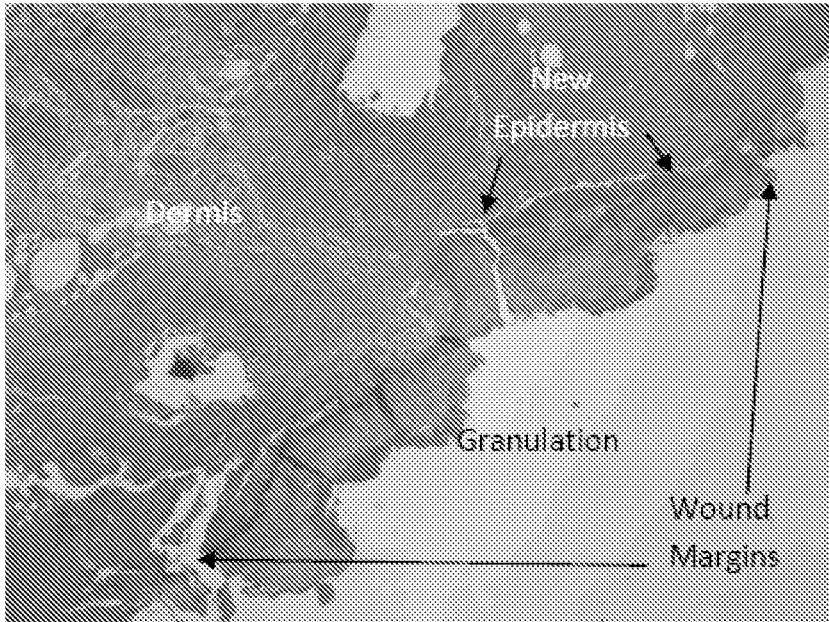 New
Epidermis
Dermis
Granulation
Wound
Margins